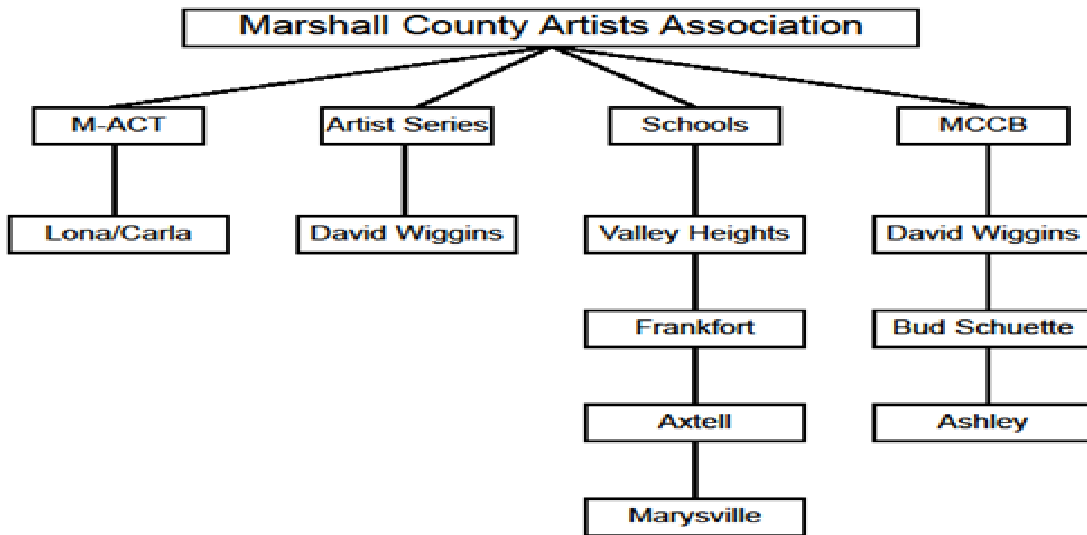 Marshall County Artists Association
M-ACT
Artist Series
Schools
MCCB
Lona/Carla
David Wiggins
Valley Heights
David Wiggins
Frankfort
Bud Schuette
Axtell
Ashley
Marysville